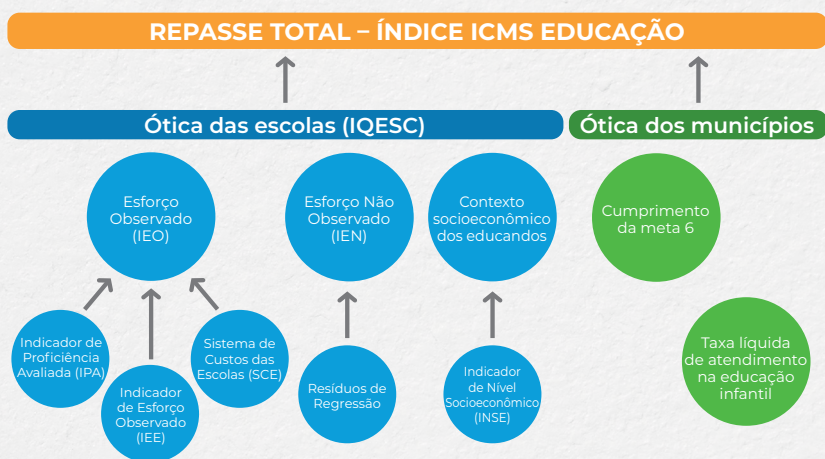 REPASSE TOTAL – ÍNDICE ICMS EDUCAÇÃO
Ótica das escolas (IQESC)
Ótica dos municípios
Esforço
Observado
(IEO)
Esforço Não
Observado
(IEN)
Contexto
socioeconômico
dos educandos
Cumprimento
da meta 6
Indicador de
Proficiência
Avaliada (IPA)
Indicador
de Esforço
Observado
(IEE)
Sistema de
Custos das
Escolas (SCE)
Resíduos de
Regressão
Indicador
de Nível
Socioeconômico
(INSE)
Taxa líquida
de atendimento
na educação
infantil